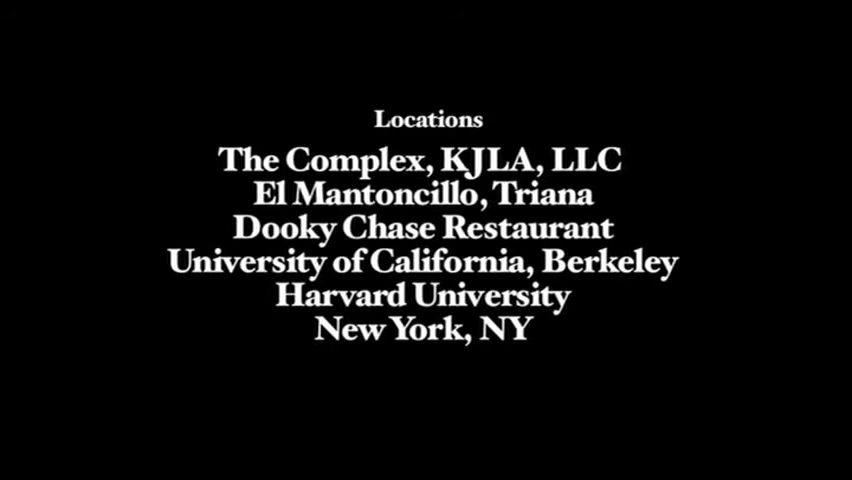 Locations
The Complex, KJLA, LLC
El Mantoncillo, Triana
Dooky Chase Restaurant
University of California, Berkeley
Harvard University
New York, NY